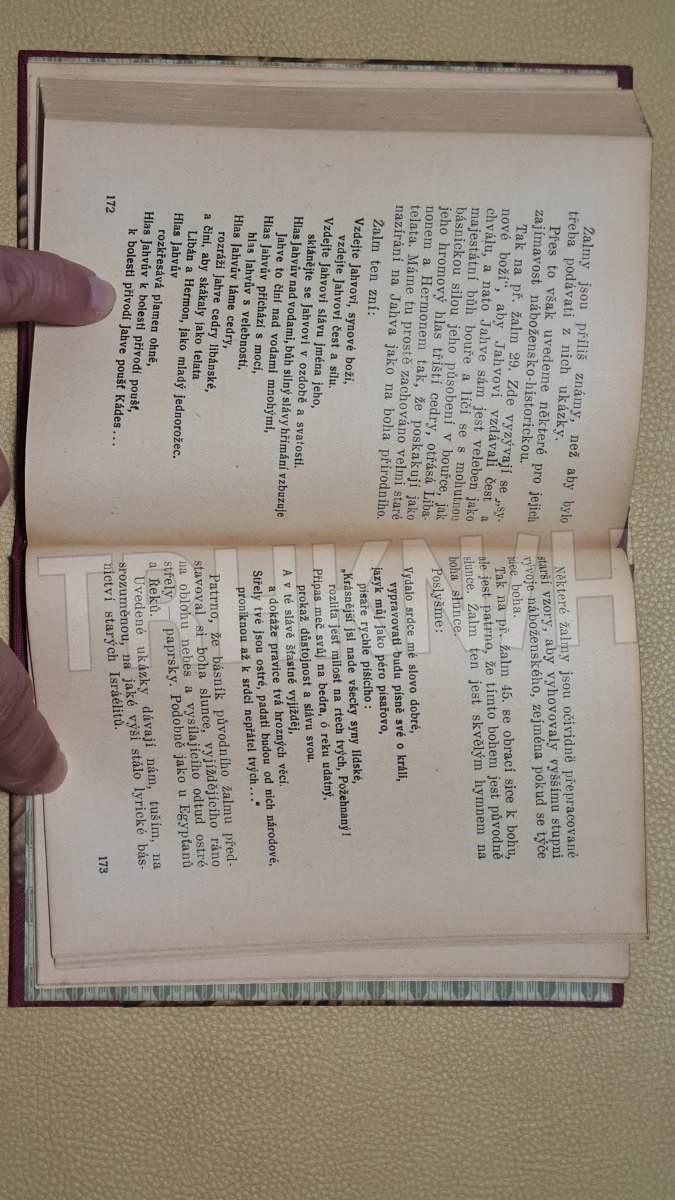 Žalmy jsou příliš známy, než aby bylo
třeba podávati z nich ukázky.
Přes to však uvedeme některé pro jejich
zajímavost nábožensko-historickou.
Tak na př. žalm 29. Zde vyzývají se „sy-
nové boží“, aby Jahvovi vzdávali čest a
chválu, a nato Jahve sám jest veleben jako
majestátní bůh bouře a líčí se s mohutnou
básnickou silou jeho působení v bouřce, jak
jeho hromový hlas tříští cedry, otřásá Liba-
nonem a Hermonem tak, že poskakují jako
telata. Máme tu prostě zachováno velmi staré
nazírání na Jahva jako na boha přírodního.
Žalm ten zní:
Vzdejte Jahvovi, synové boží,
vzdejte Jahvovi čest a sílu.
Vzdejte Jahvovi slávu jména jeho,
sklánějte se Jahvovi v ozdobě a svatosti.
Hlas Jahvův nad vodami, bůh silný slávy hřímání vzbuzuje
Jahve to činí nad vodami mnohými,
Hlas Jahvův přichází s mocí,
hlas Jahvův s velebností.
Hlas Jahvův láme cedry,
rozráží Jahve cedry libánské,
a činí, aby skákaly jako telata
Libán a Hermon, jako mladý jednorožec.
Hlas Jahvův
rozkřesává plamen ohně,
Hlas Jahvův k bolesti přivodí poušť,
k bolesti přivodí Jahve poušť Kádes...
172
Některé žalmy jsou očividně přepracované
starší vzory, aby vyhovovaly vyššímu stupni
vývoje náboženského, zejména pokud se týče
pojmu boha.
Tak na př. žalm 45. se obrací sice k bohu,
ale jest patrno, že tímto bohem jest původně
slunce. Žalm ten jest skvělým hymnem na
boha slunce.
Poslyšme:
Vydalo srdce mé slovo dobré,
vypravovati budu písně své o králi,
jazyk můj jako péro písařovo,
písaře rychle píšícího:
„Krásnější jsi nade všecky syny lidské,
rozlita jesť milost na rtech tvých, Požehnaný!
Připas meč svůj na bedra, ó reku udatný,
prokaž důstojnost a slávu svou.
A v té slávě šťastně vyjížděj,
a dokáže pravice tvá hrozných věcí.
Střely tvé jsou ostré, padati budou od nich národové,
proniknou až k srdci nepřátel tvých...“
Patrno, že básník původního žalmu před-
stavoval si boha slunce, vyjíždějícího ráno
na oblohu nebes a vysílajícího odtud ostré
střely — paprsky. Podobně jako u Egyptanů
a Řeků.
Uvedené ukázky dávají nám, tuším, na
srozuměnou, na jaké výši stálo lyrické bás-
nictví starých Israélitů.
173